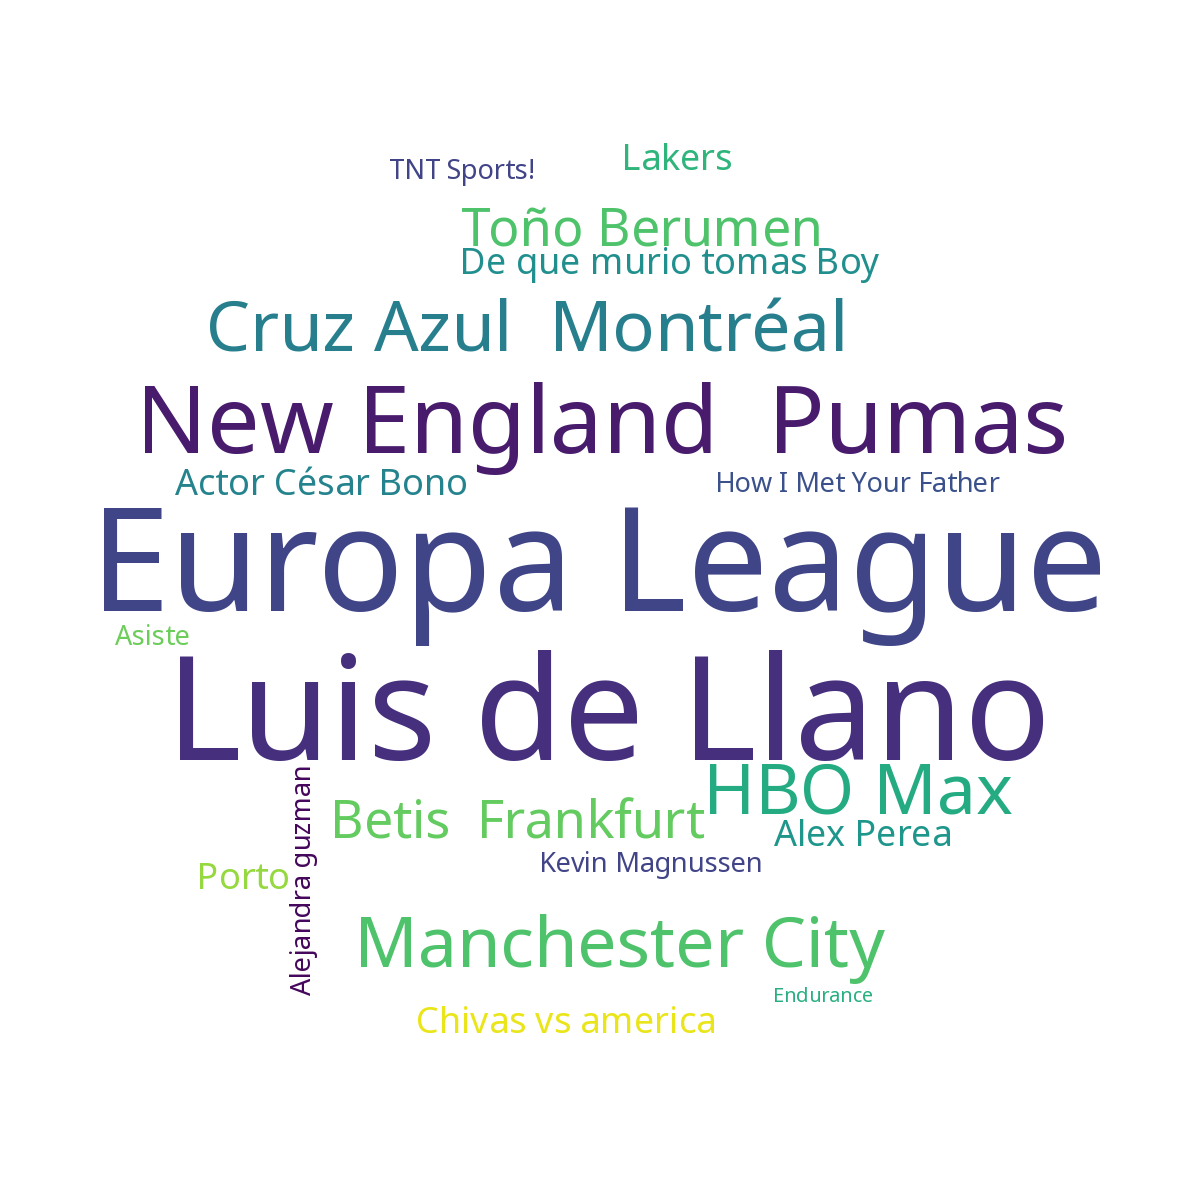 TNT Sports!
Lakers
Toño Berumen
De que murio tomas Boy
Cruz Azul  Montréal
New England  Pumas
Actor César Bono
How I Met Your Father
Europa League
Asiste
Luis de Llano
HBO Max
Alejandra guzman
Betis  Frankfurt
Alex Perea
Kevin Magnussen
Porto
Manchester City
Endurance
Chivas vs america